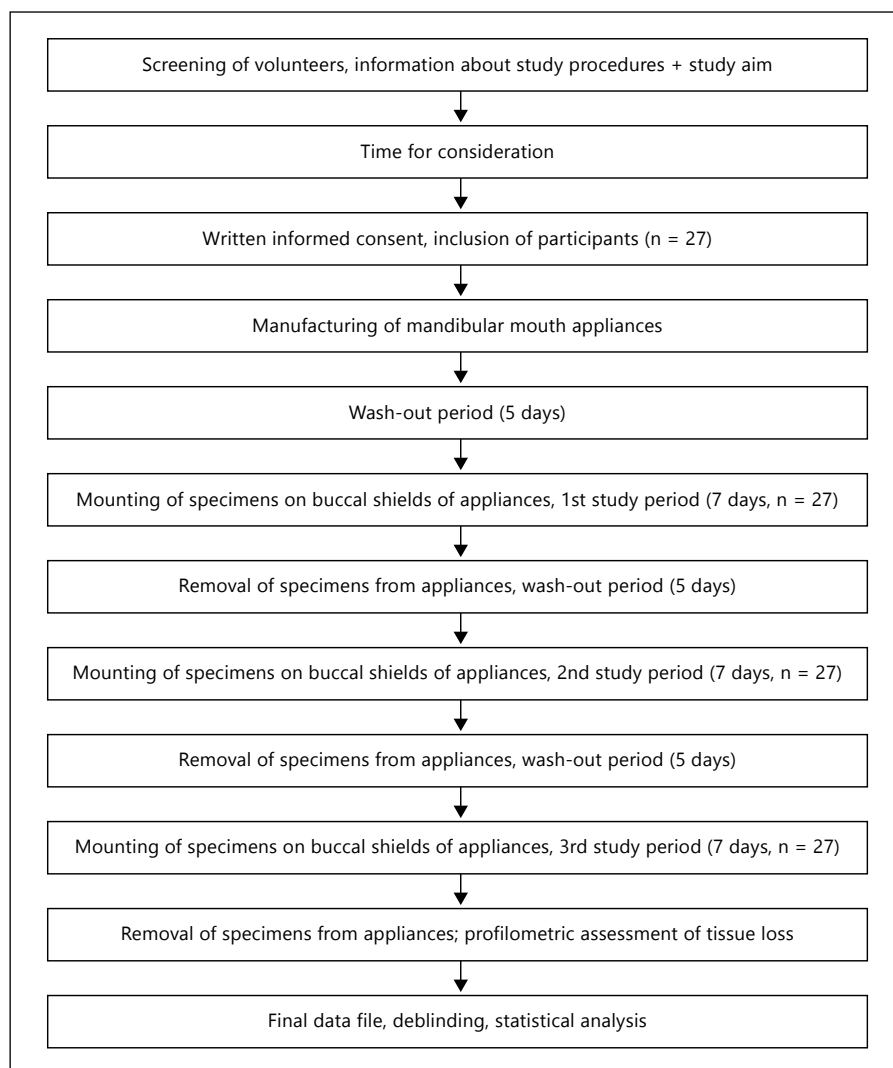 Screening of volunteers, information about study procedures + study aim
Time for consideration
Written informed consent, inclusion of participants (n = 27)
Manufacturing of mandibular mouth appliances
Wash-out period (5 days)
Mounting of specimens on buccal shields of appliances, 1st study period (7 days, n = 27)
Removal of specimens from appliances, wash-out period (5 days)
Mounting of specimens on buccal shields of appliances, 2nd study period (7 days, n = 27)
Removal of specimens from appliances, wash-out period (5 days)
Mounting of specimens on buccal shields of appliances, 3rd study period (7 days, n = 27)
Removal of specimens from appliances; profilometric assessment of tissue loss
Final data file, deblinding, statistical analysis